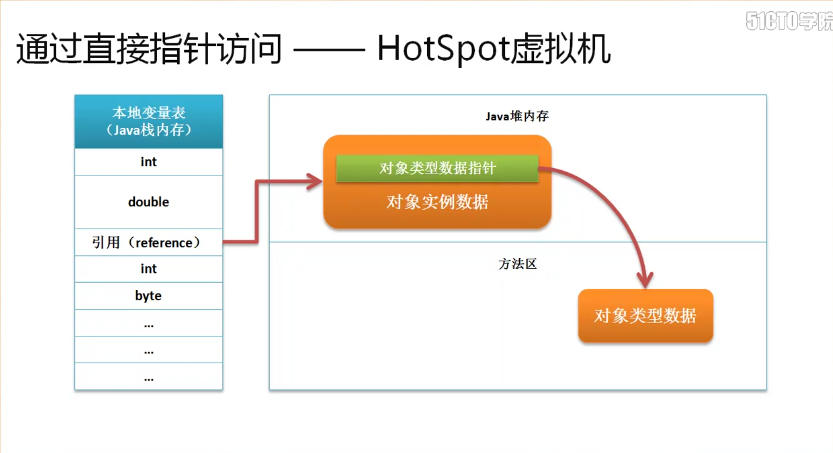 51CTO学院
通过直接指针访问 —— HotSpot虚拟机
本地变量表
（Java栈内存）
int
double
引用（reference）
int
byte
...
...
...
Java堆内存
对象类型数据指针
对象实例数据
方法区
对象类型数据